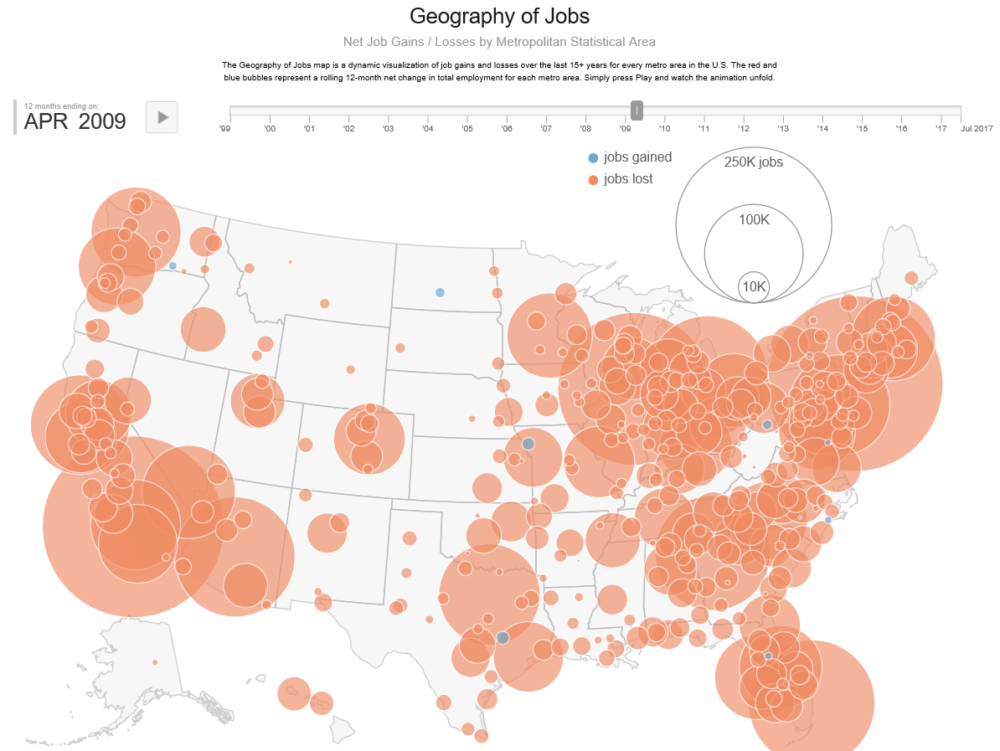 Geography of Jobs
Net Job Gains / Losses by Metropolitan Statistical Area
The Geography of Jobs map is a dynamic visualization of job gains and losses over the last 15+ years for every metro area in the U.S. The red and
blue bubbles represent a rolling 12-month net change in total employment for each metro area. Simply press Play and watch the animation unfold.
12 months ending on:
APR 2009
'99 '00 '01 '02 '03 '04 '05 '06 '07 '08 '09 '10 '11 '12 '13 '14 '15 '16 '17 Jul 2017
jobs gained
jobs lost
250K jobs
100K
10K